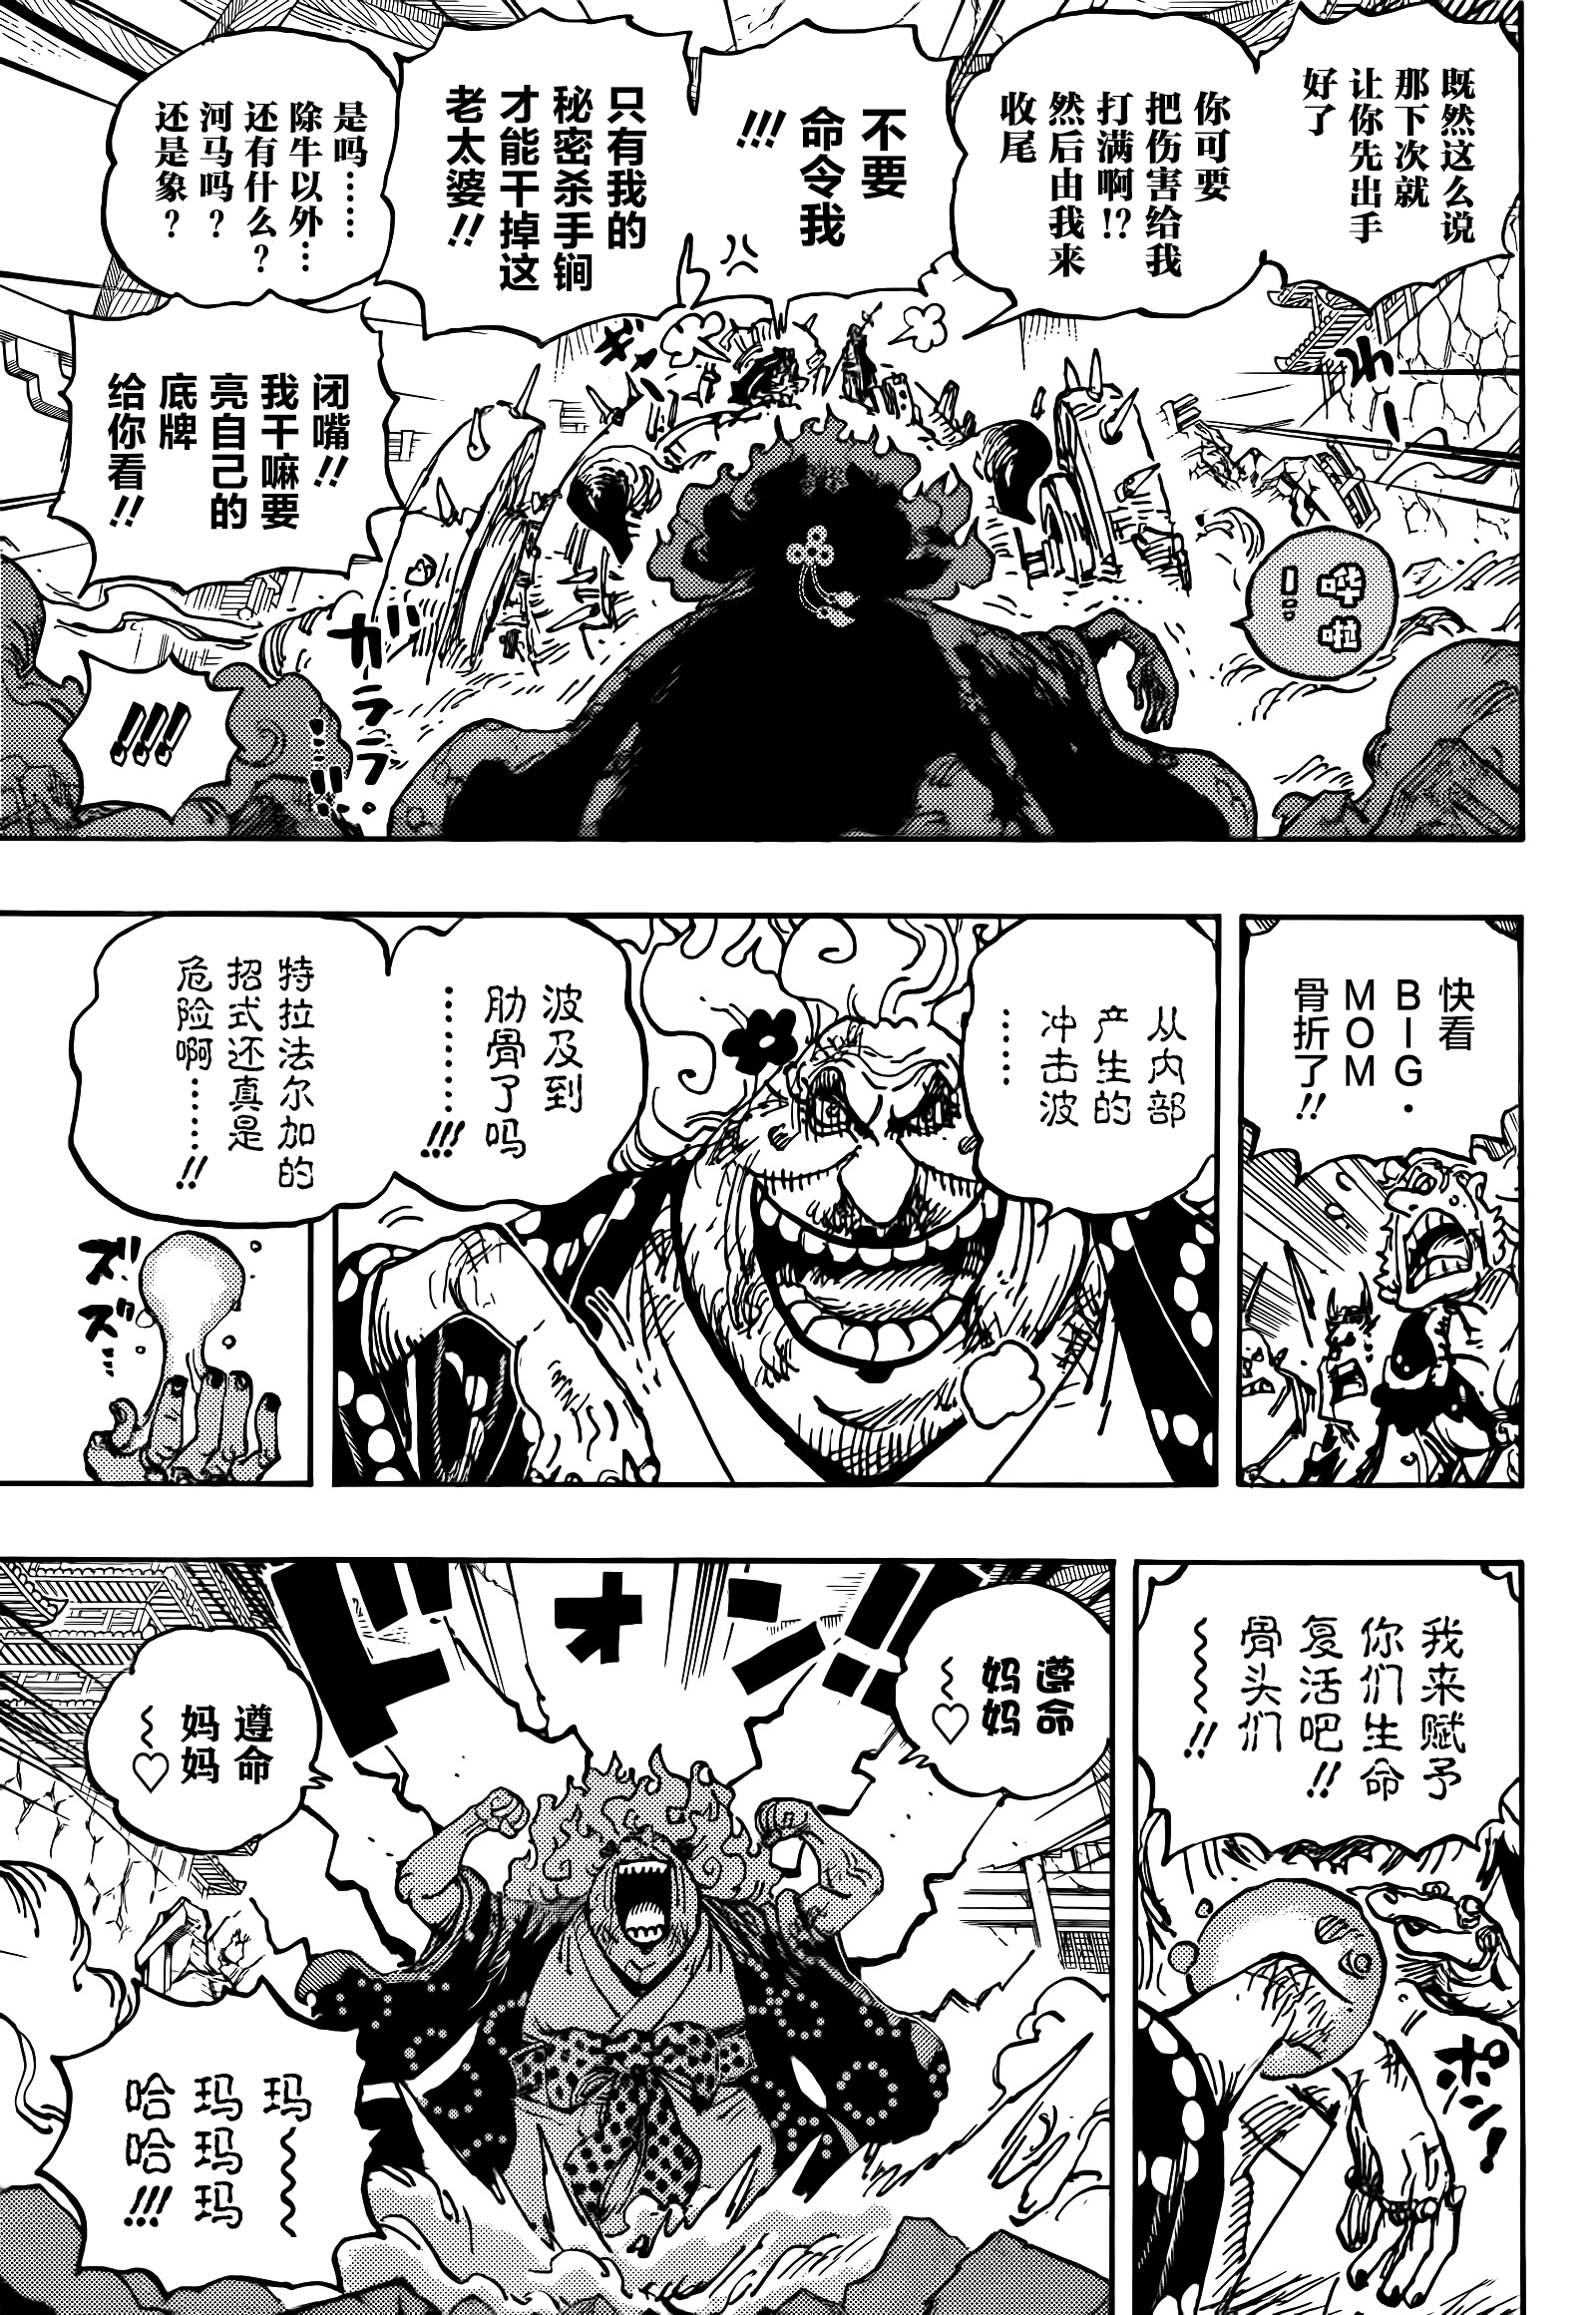 既然这么说
那下次就
让你先出手
好了
你可要
把伤害给我
打满啊!?
然后由我来
收尾
不要
命令我
!!!
只有我的
秘密杀手锏
才能干掉这
老太婆!!
是吗……
除牛以外…
还有什么?
河马吗?
还是象?
闭嘴!!
我干嘛要
亮自己的
底牌
给你看!!
わー!
ギャー
哗啦
!…
ガラララ…
!!!!
快看
BIG·
MOM
骨折了!!
从内部
产生的
冲击波
……
波及到
肋骨了吗
……!!!
特拉法尔加的
招式还真是
危险啊……!!
ズズ…
我来赋予
你们生命
复活吧!!
骨头们
~~~~!!
ポン!
遵命
妈妈
~♡
ドオン!!
遵命
妈妈
~♡
玛~~
玛玛玛
哈哈!!!